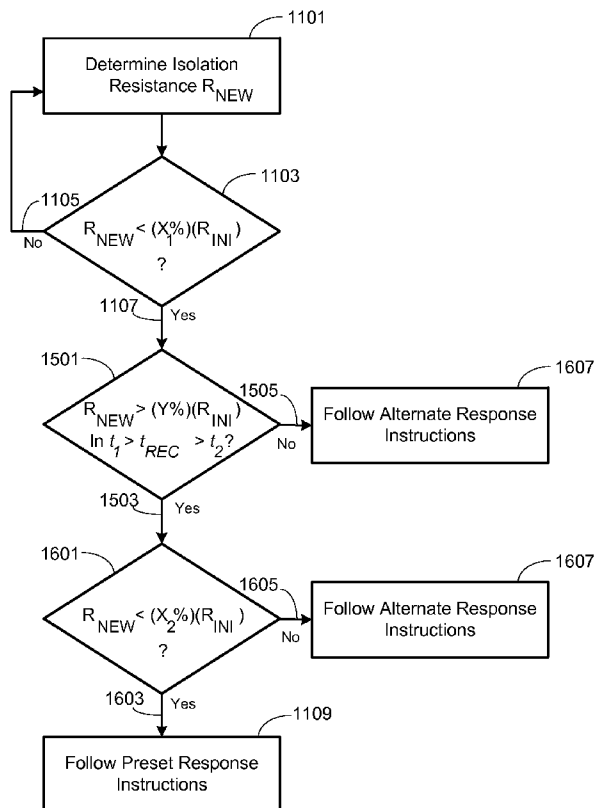 1101
Determine Isolation
Resistance R_NEW
1103
1105
R_NEW < (X_1%)(R_INI)
No
?
1107
Yes
1501
1607
R_NEW > (Y%)(R_INI)
1505
Follow Alternate Response
In t_1 > t_REC > t_2?
No
Instructions
1503
Yes
1601
1607
1605
R_NEW < (X_2%)(R_INI)
Follow Alternate Response
No
Instructions
?
1603
Yes
1109
Follow Preset Response
Instructions